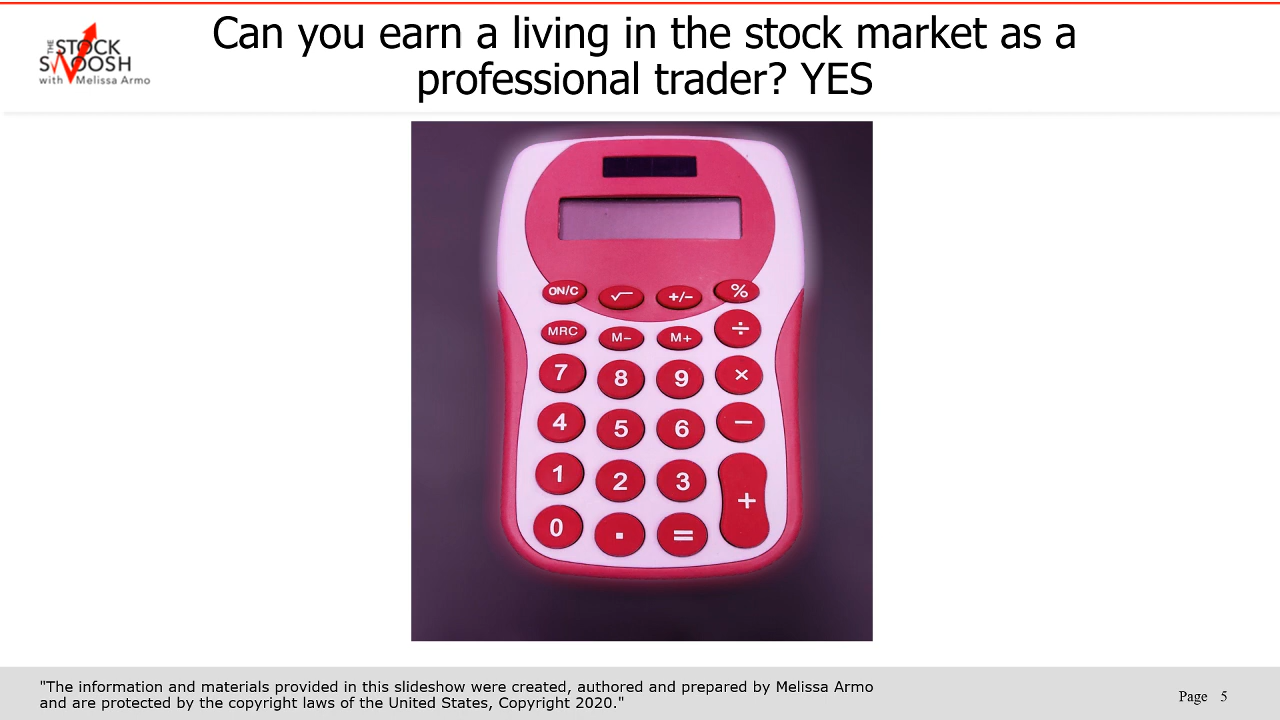 THE STOCK
SWOOSH
with Melissa Armo
Can you earn a living in the stock market as a
professional trader? YES
ON/C √ +/− %
MRC M− M+ ÷
7 8 9 ×
4 5 6 −
1 2 3 +
0 . =
"The information and materials provided in this slideshow were created, authored and prepared by Melissa Armo
and are protected by the copyright laws of the United States, Copyright 2020."
Page 5